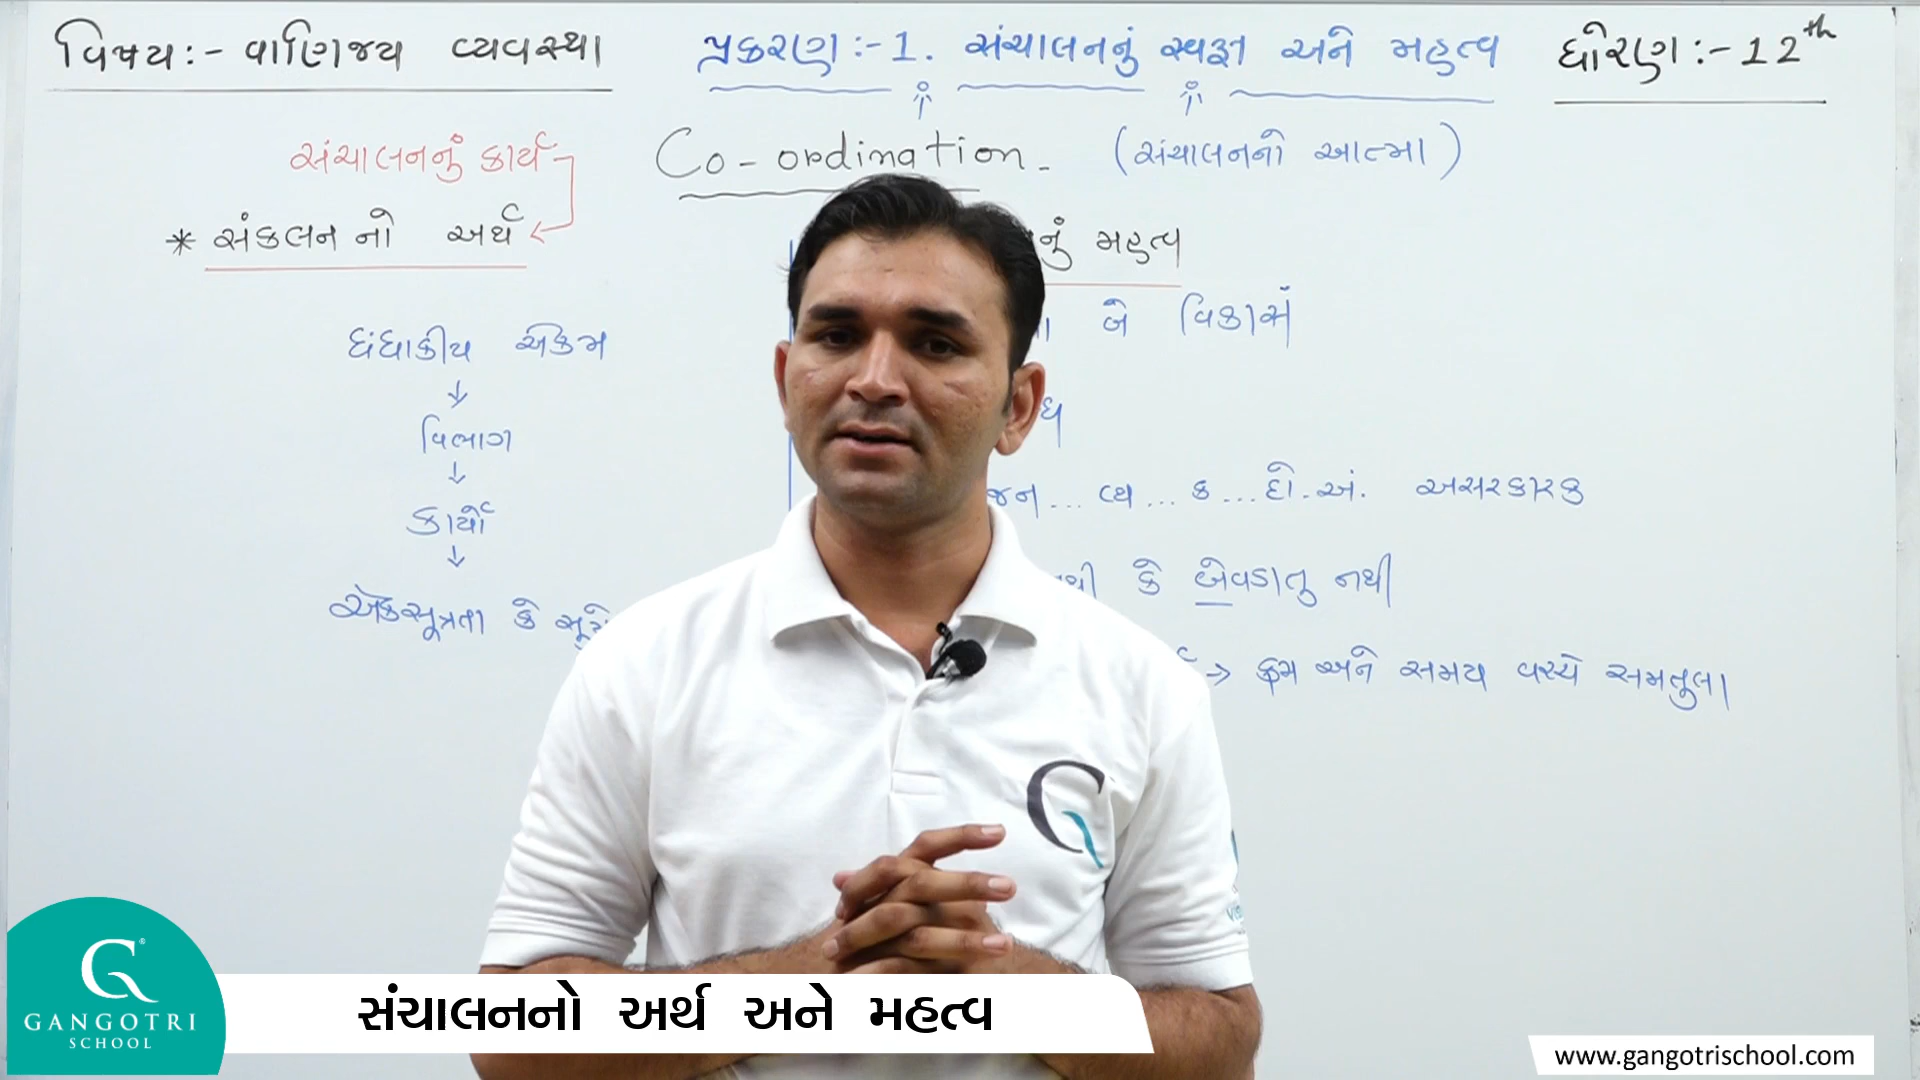 વિષય:- વાણિજ્ય વ્યવસ્થા
પ્રકરણ:-1. સંચાલનનું સ્વરૂપ અને મહત્વ
ધોરણ:-12th
સંચાલનનું કાર્ય
Co-ordination.
(સંચાલનનો આત્મા)
* સંકલન નો અર્થ
નું મહત્વ
ધંધાકીય એકમ
વિભાગ
કાર્યો
એકસૂત્રતા કે
બે વિકાસ
ધ
જન... વ્ય... ક... દો.અં. અસરકારક
નથી કે બેવડાતુ નથી
→ ક્રમ અને સમય વચ્ચે સમતુલા
G
GANGOTRI
SCHOOL
સંચાલનનો અર્થ અને મહત્વ
www.gangotrischool.com